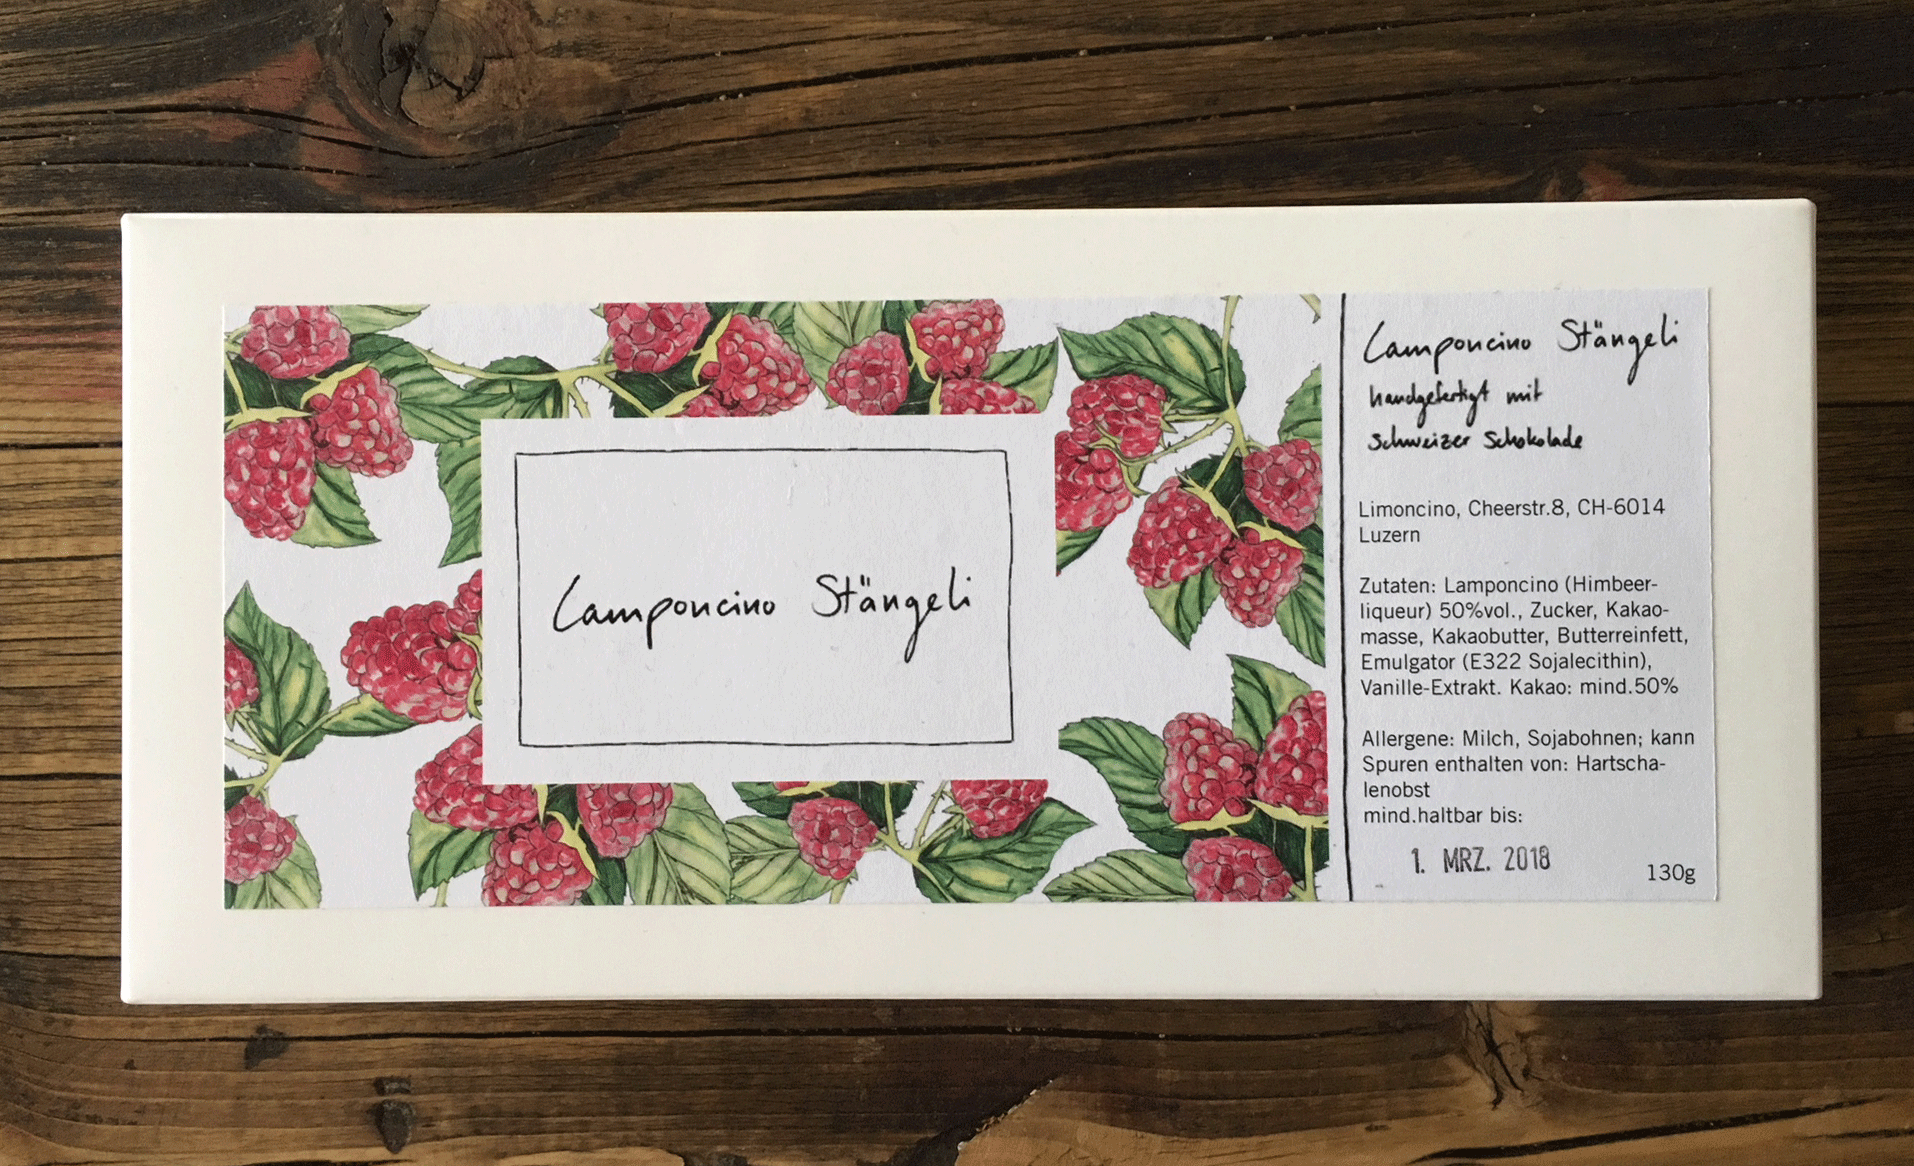 Lamponcino Stängeli
Lamponcino Stängeli
handgefertigt mit
schweizer Schokolade
Limoncino, Cheerstr.8, CH-6014
Luzern
Zutaten: Lamponcino (Himbeer-
liqueur) 50%vol., Zucker, Kakao-
masse, Kakaobutter, Butterreinfett,
Emulgator (E322 Sojalecithin),
Vanille-Extrakt. Kakao: mind.50%
Allergene: Milch, Sojabohnen; kann
Spuren enthalten von: Hartscha-
lenobst
mind.haltbar bis:
1. MRZ. 2018
130g